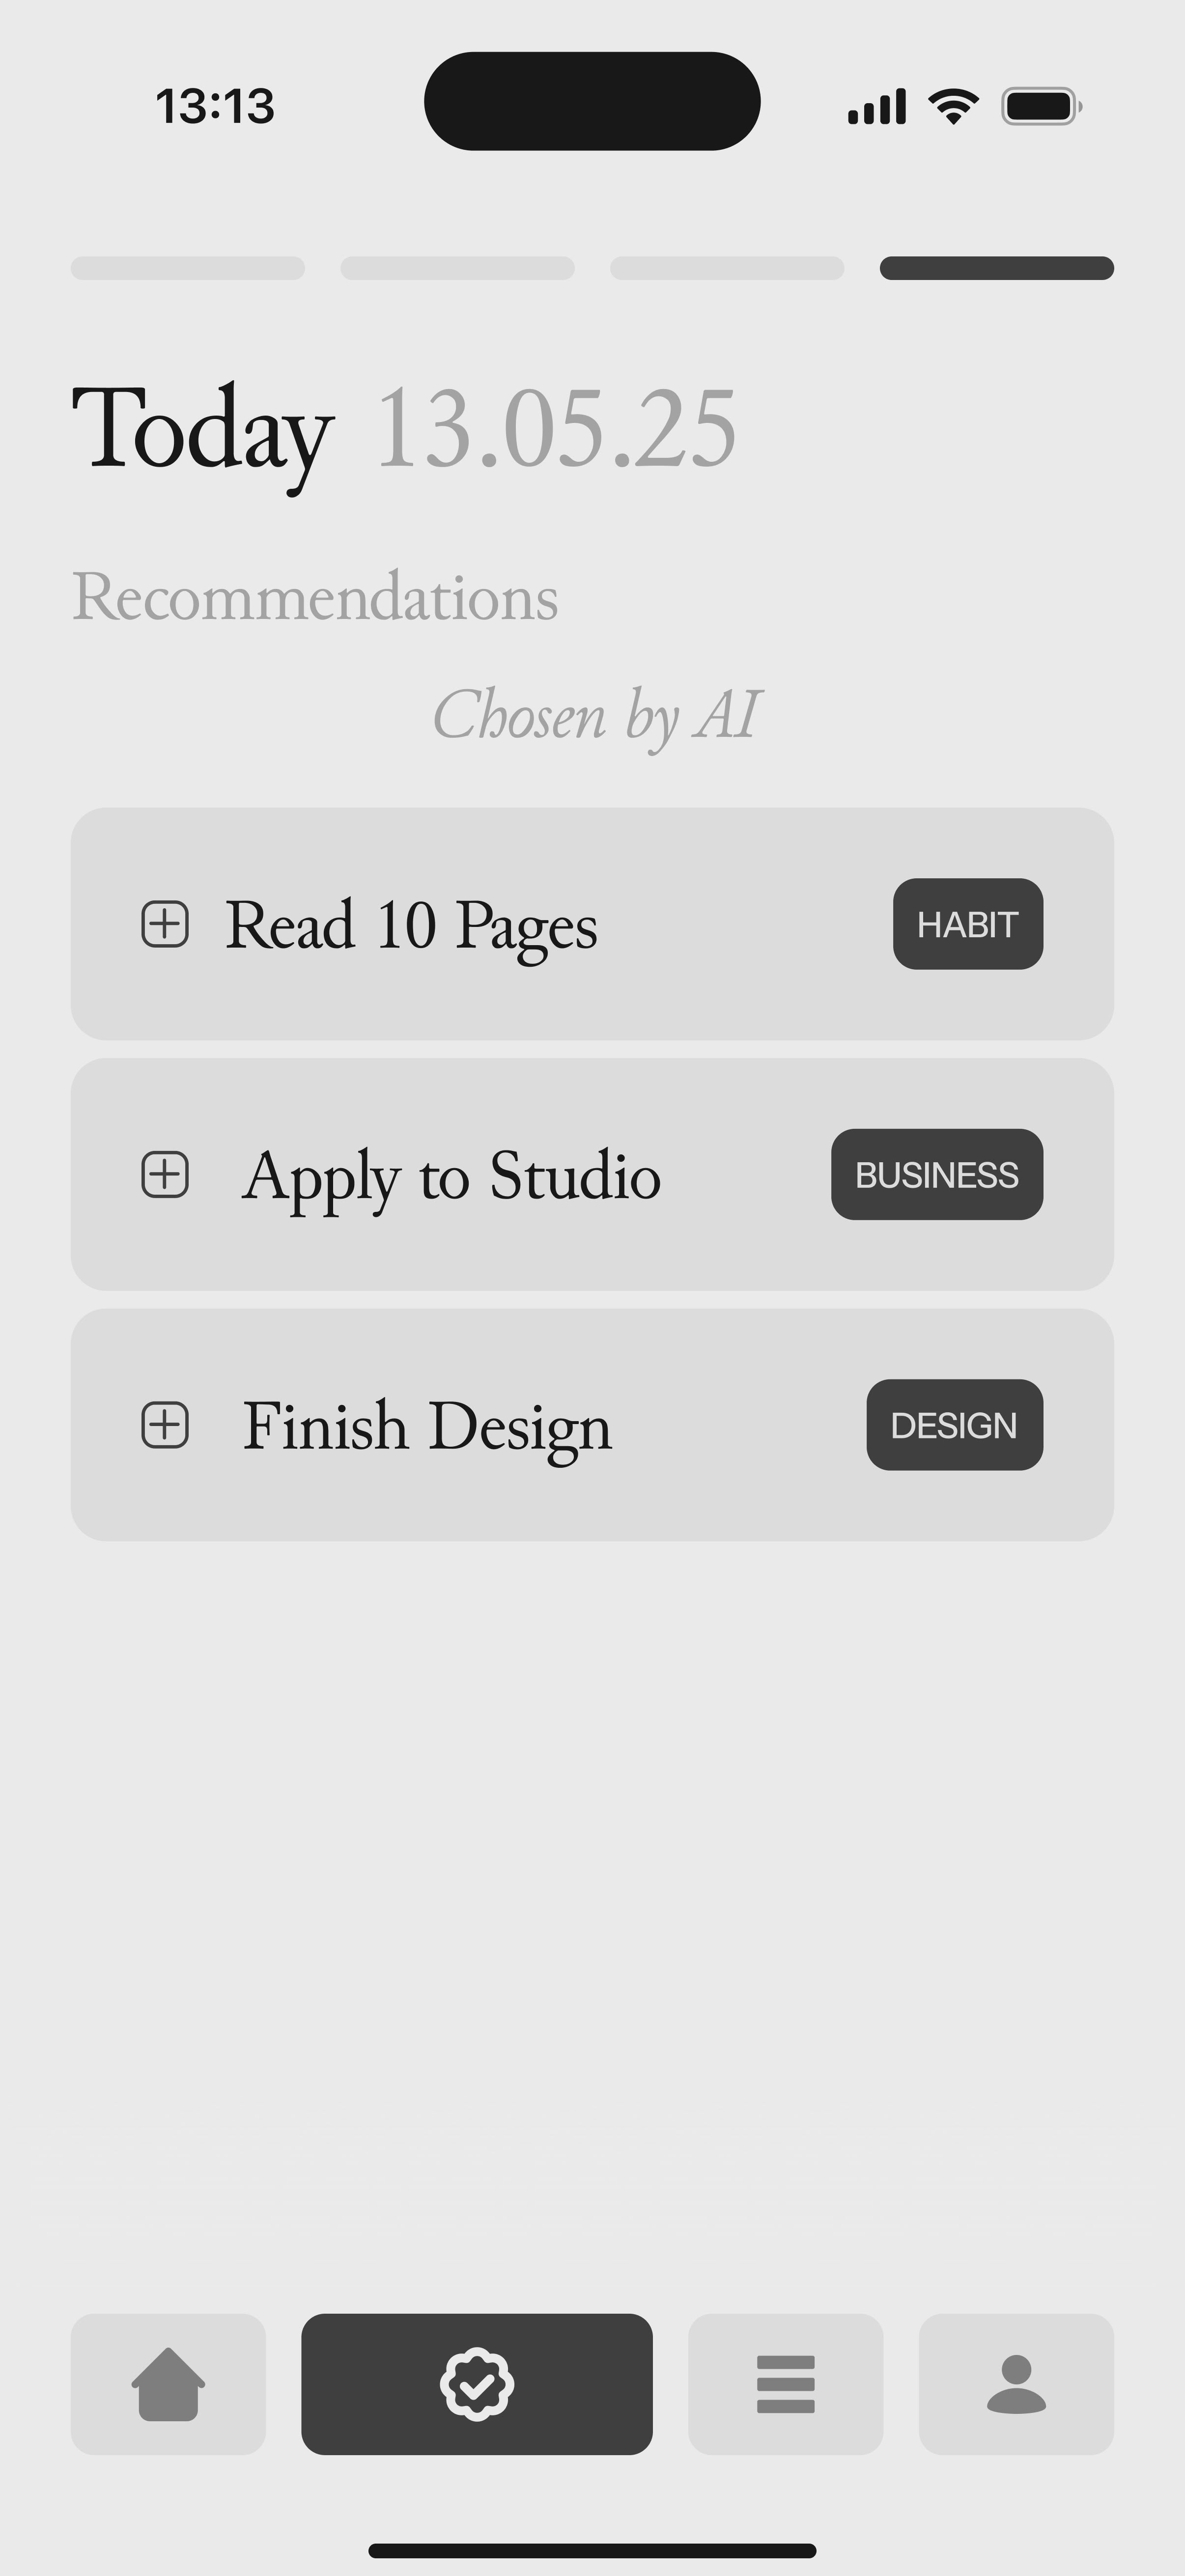 13:13
Today 13.05.25
Recommendations
Chosen by AI
Read 10 Pages HABIT
Apply to Studio BUSINESS
Finish Design DESIGN